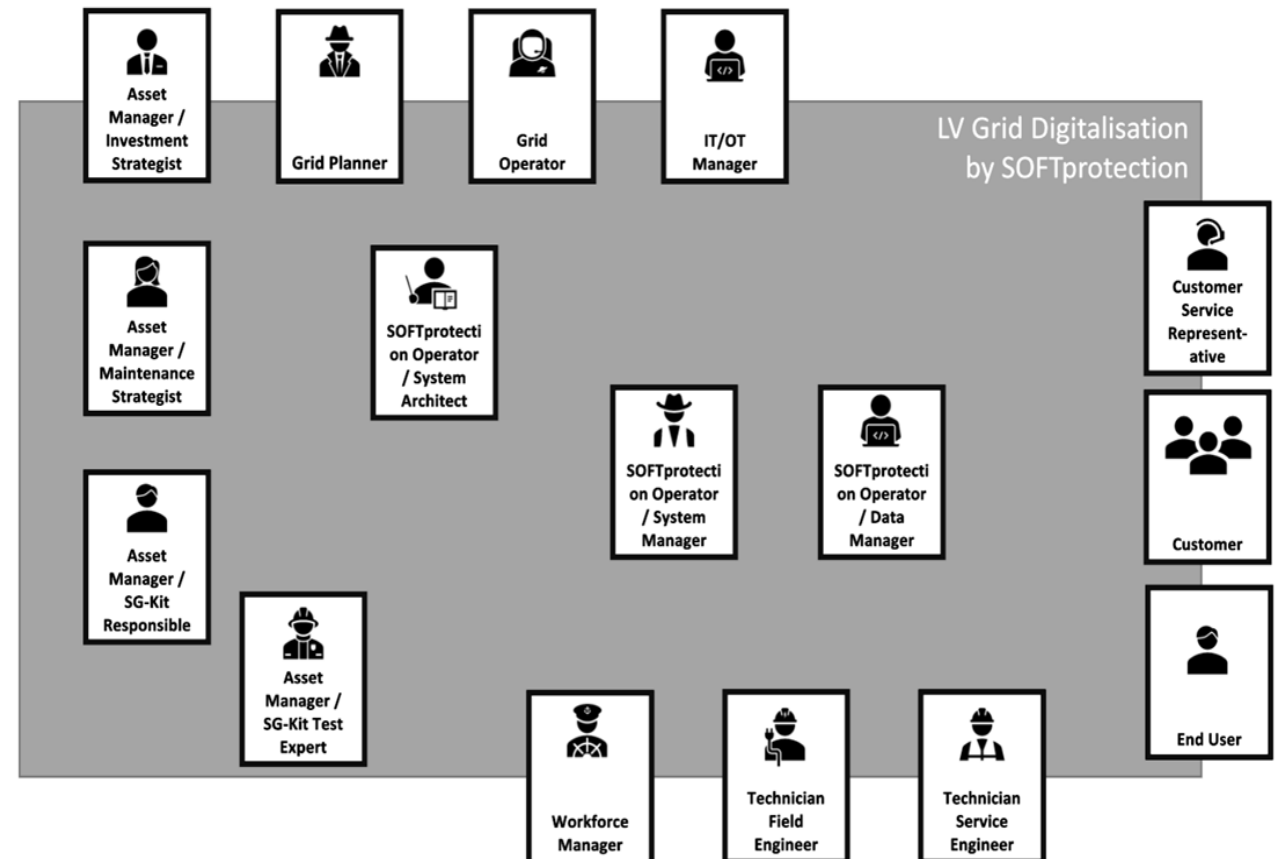 Asset
Manager /
Investment
Strategist
Grid Planner
Grid
Operator
IT/OT
Manager
LV Grid Digitalisation
by SOFTprotection
Asset
Manager /
Maintenance
Strategist
SOFTprotecti
on Operator
/ System
Architect
Customer
Service
Represent-
ative
SOFTprotecti
on Operator
/ System
Manager
SOFTprotecti
on Operator
/ Data
Manager
Customer
Asset
Manager /
SG-Kit
Responsible
Asset
Manager /
SG-Kit Test
Expert
End User
Workforce
Manager
Technician
Field
Engineer
Technician
Service
Engineer